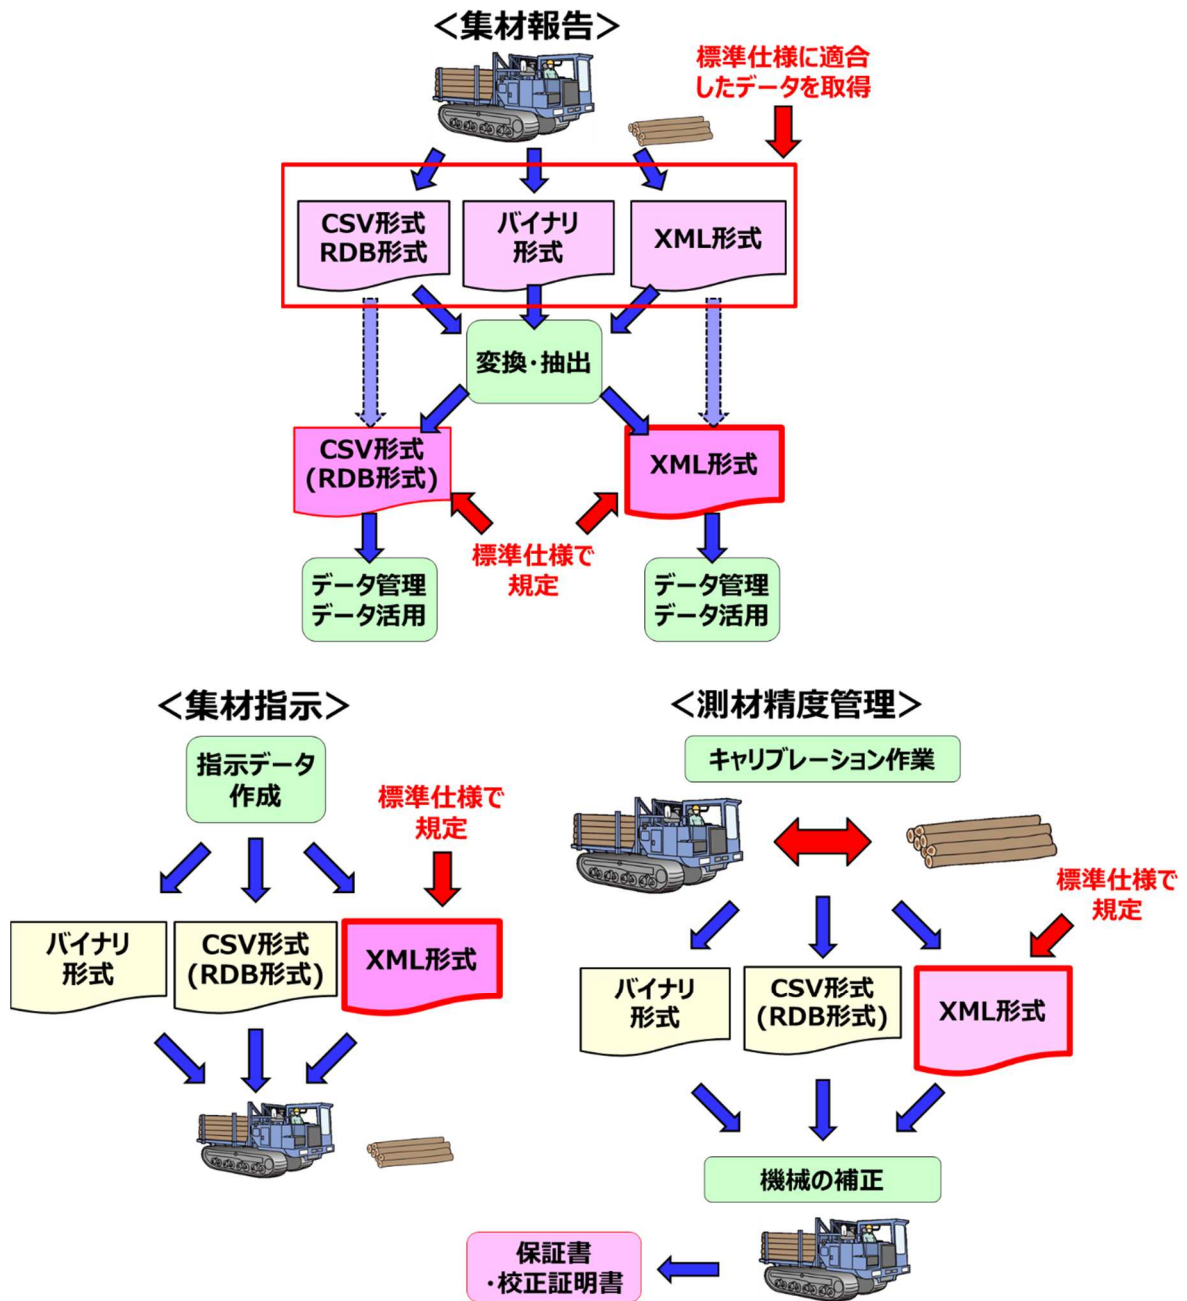 ＜集材報告＞
標準仕様に適合
したデータを取得
CSV形式
RDB形式
バイナリ
形式
XML形式
変換・抽出
CSV形式
(RDB形式)
XML形式
標準仕様で
規定
データ管理
データ活用
データ管理
データ活用
＜集材指示＞
指示データ
作成
標準仕様で
規定
バイナリ
形式
CSV形式
(RDB形式)
XML形式
＜測材精度管理＞
キャリブレーション作業
標準仕様で
規定
バイナリ
形式
CSV形式
(RDB形式)
XML形式
機械の補正
保証書
・校正証明書